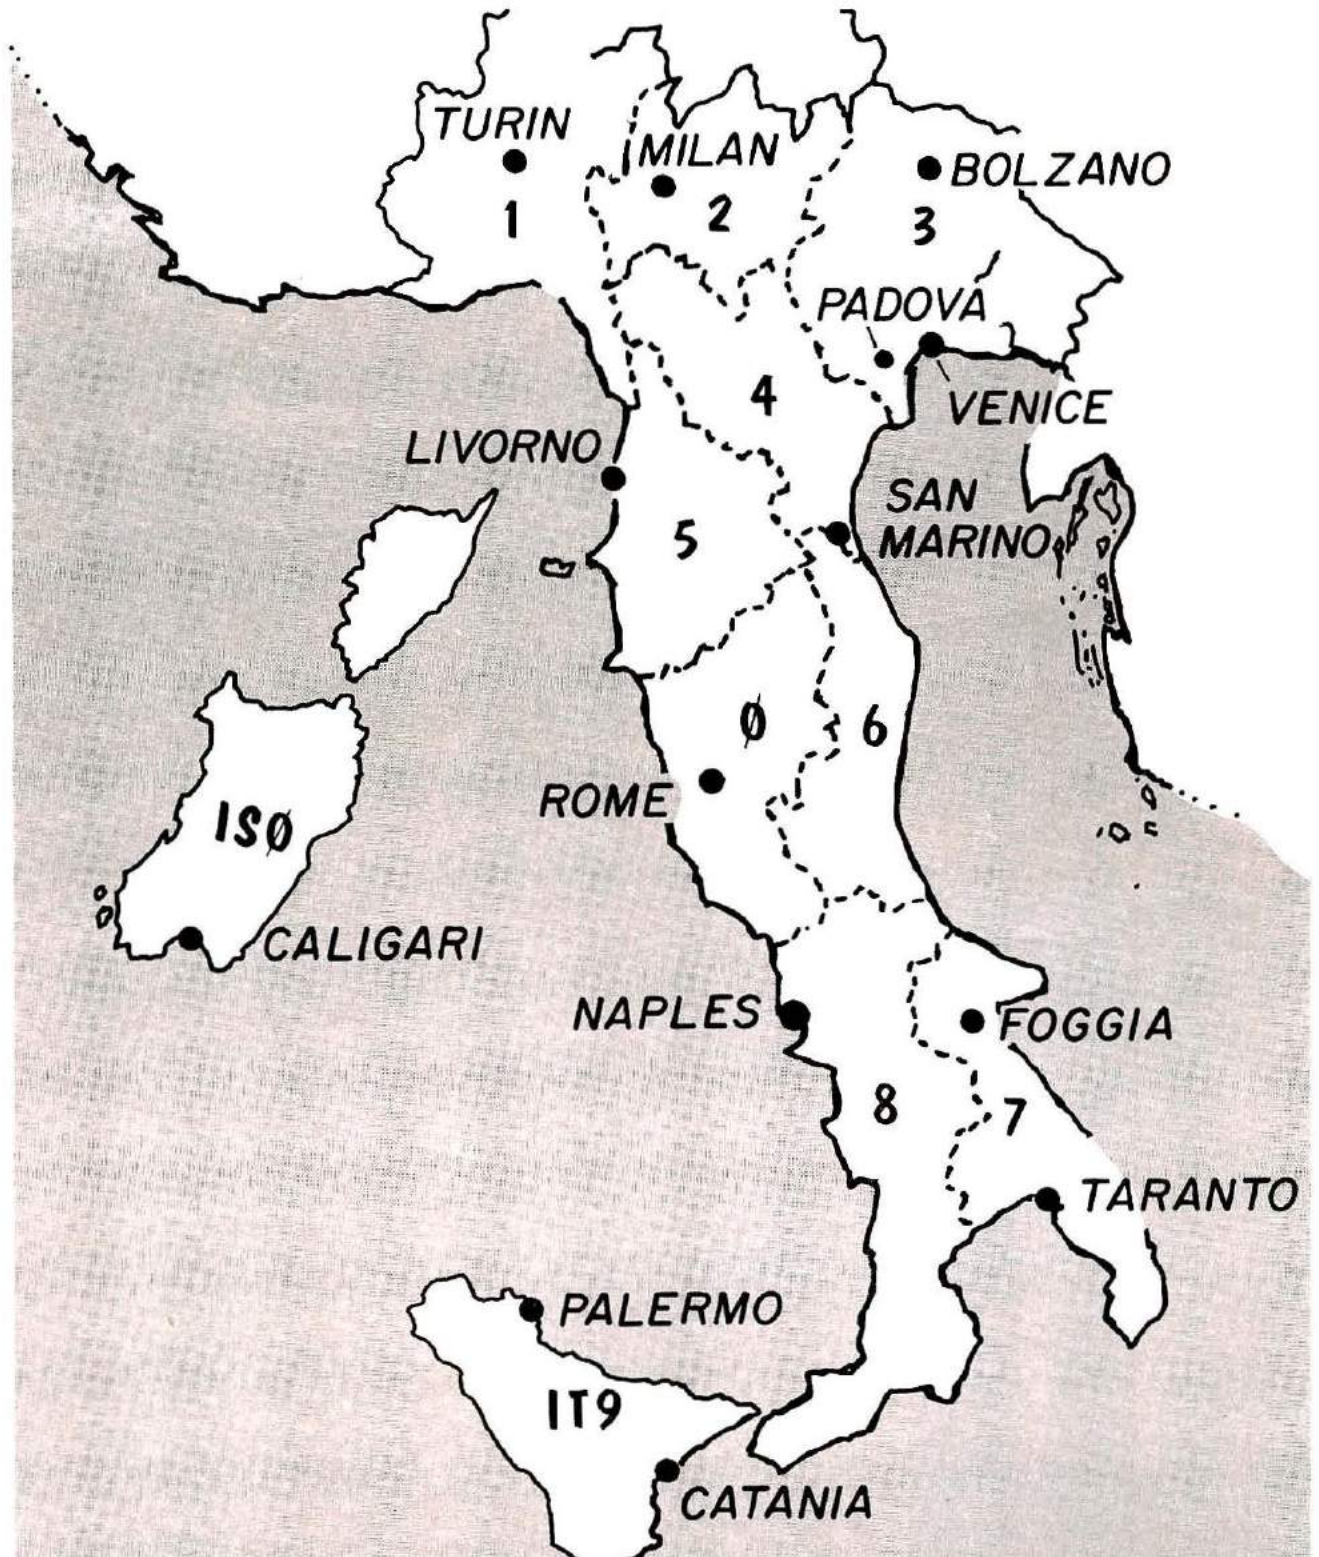 TURIN
MILAN
BOLZANO
1
2
3
PADOVA
4
VENICE
LIVORNO
SAN
MARINO
5
Ø
6
ROME
ISØ
CALIGARI
NAPLES
FOGGIA
8
7
TARANTO
PALERMO
IT9
CATANIA